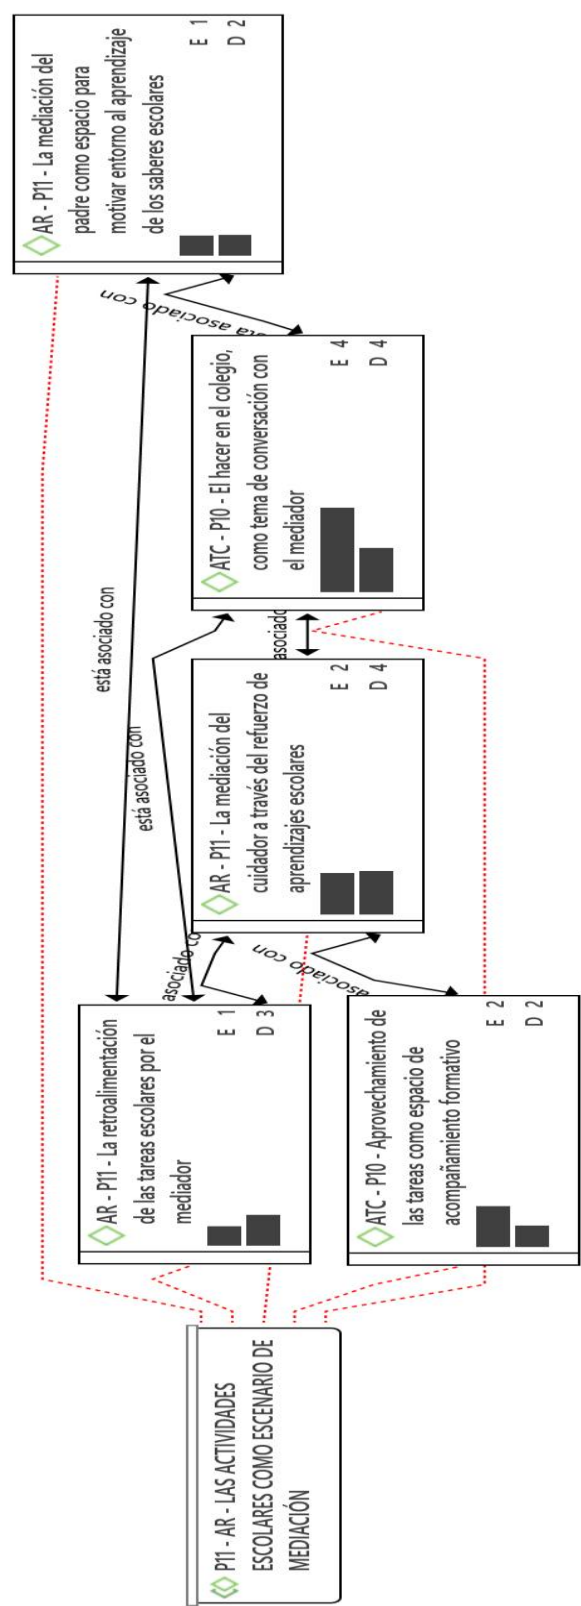 P11 - AR - LAS ACTIVIDADES
ESCOLARES COMO ESCENARIO DE
MEDIACIÓN
AR - P11 - La retroalimentación
de las tareas escolares por el
mediador
E 1
D 3
ATC - P10 - Aprovechamiento de
las tareas como espacio de
acompañamiento formativo
E 2
D 2
asociado co
asociado con
AR - P11 - La mediación del
cuidador a través del refuerzo de
aprendizajes escolares
E 2
D 4
está asociado con
está asociado con
asociado
ATC - P10 - El hacer en el colegio,
como tema de conversación con
el mediador
E 4
D 4
tá asociado con
AR - P11 - La mediación del
padre como espacio para
motivar entorno al aprendizaje
de los saberes escolares
E 1
D 2